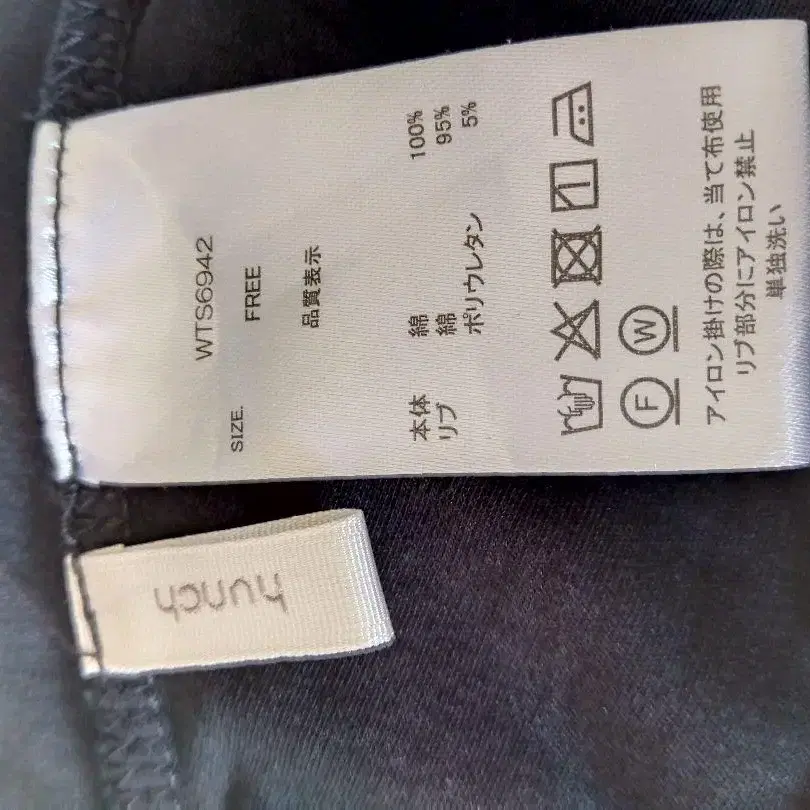 WTS6942
SIZE. FREE
品質表示
本体 綿 100%
リブ 綿 95%
ポリウレタン 5%
F W
アイロン掛けの際は、当て布使用
リブ部分にアイロン禁止
単独洗い
hunch